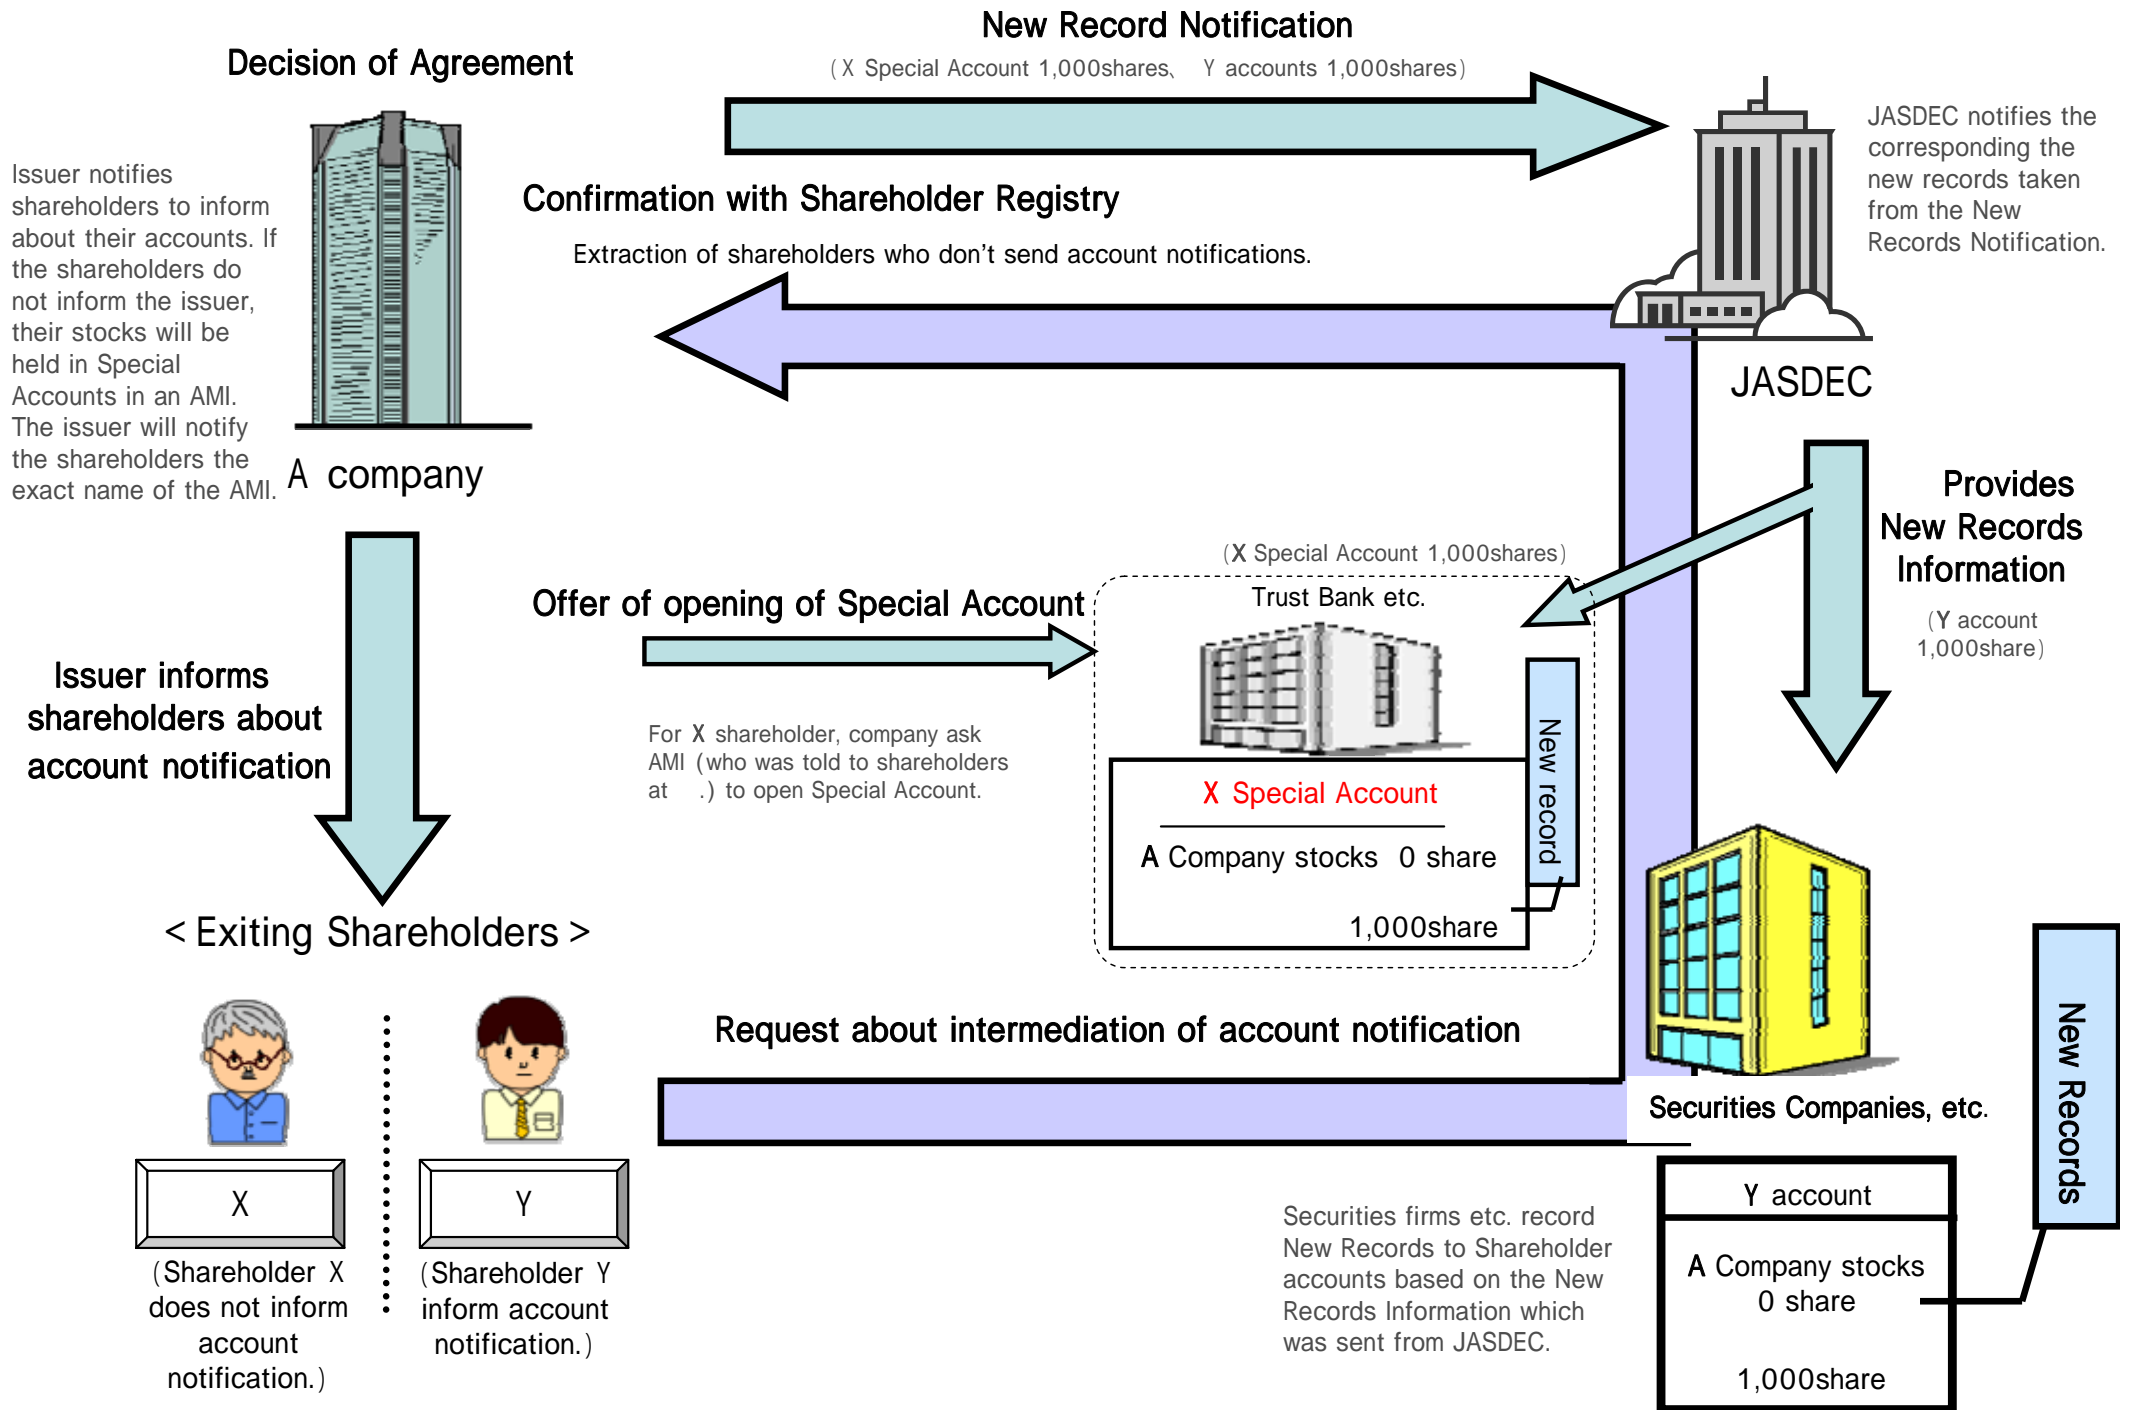 New Record Notification
(X Special Account 1,000shares、 Y accounts 1,000shares)
Decision of Agreement
JASDEC notifies the
corresponding the
new records taken
from the New
Records Notification.
Issuer notifies
shareholders to inform
about their accounts. If
the shareholders do
not inform the issuer,
their stocks will be
held in Special
Accounts in an AMI.
The issuer will notify
the shareholders the
exact name of the AMI.
Confirmation with Shareholder Registry
Extraction of shareholders who don't send account notifications.
JASDEC
A company
Provides
New Records
Information
(Y account
1,000share)
(X Special Account 1,000shares)
Trust Bank etc.
Offer of opening of Special Account
For X shareholder, company ask
AMI (who was told to shareholders
at .) to open Special Account.
Issuer informs
shareholders about
account notification
New record
X Special Account
A Company stocks 0 share
1,000share
<Exiting Shareholders>
Request about intermediation of account notification
Securities Companies, etc.
New Records
X
Y
(Shareholder X
does not inform
account
notification.)
(Shareholder Y
inform account
notification.)
Securities firms etc. record
New Records to Shareholder
accounts based on the New
Records Information which
was sent from JASDEC.
Y account
A Company stocks
0 share
1,000share